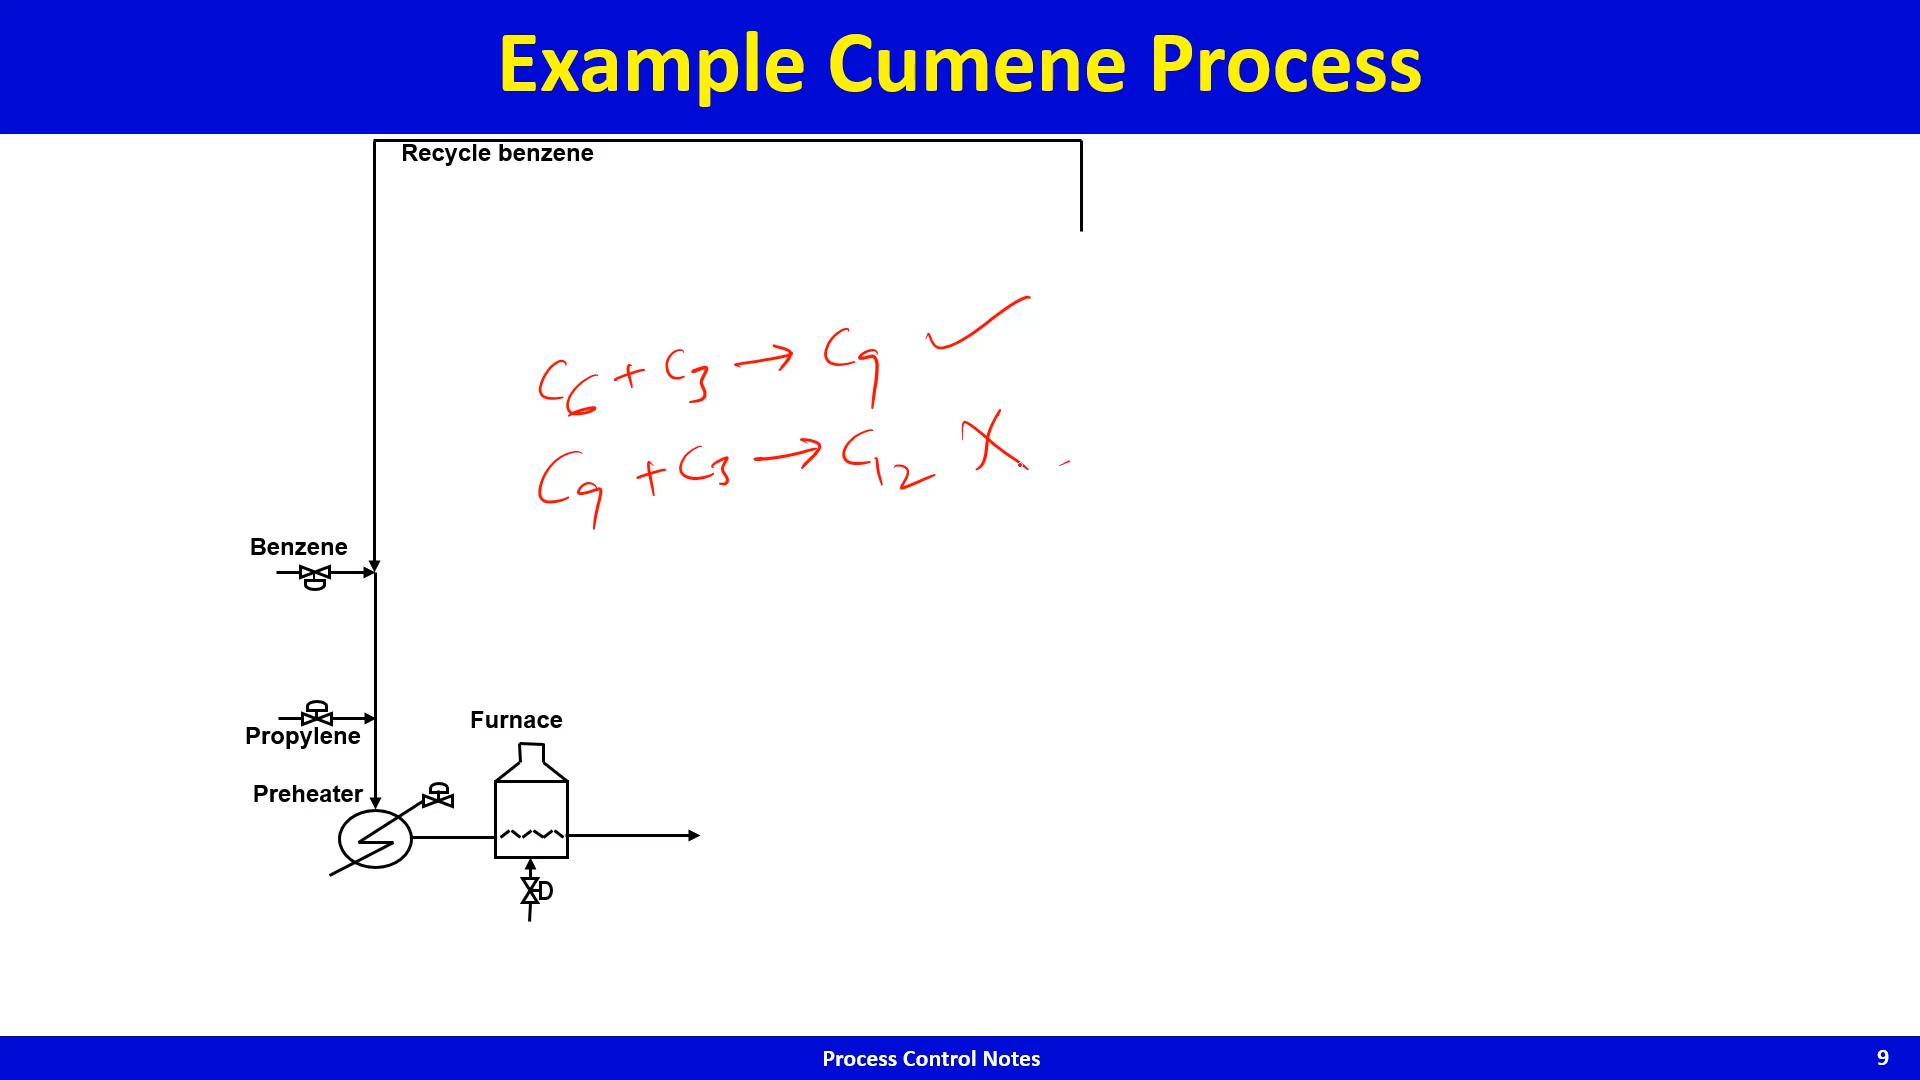 Example Cumene Process
Recycle benzene
C6 + C3 → C9 ✓
C9 + C3 → C12 X
Benzene
Propylene
Furnace
Preheater
Process Control Notes
9